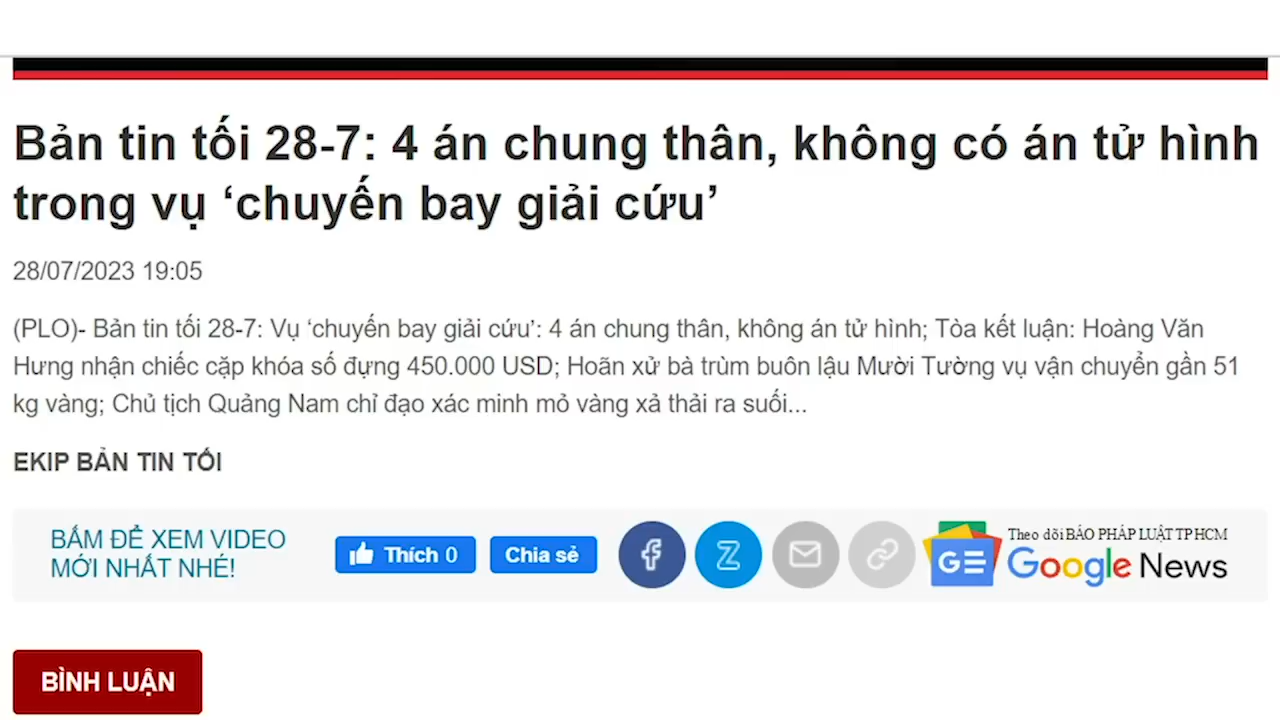 Bản tin tối 28-7: 4 án chung thân, không có án tử hình
trong vụ ‘chuyến bay giải cứu’
28/07/2023 19:05
(PLO)- Bản tin tối 28-7: Vụ ‘chuyến bay giải cứu’: 4 án chung thân, không án tử hình; Tòa kết luận: Hoàng Văn
Hưng nhận chiếc cặp khóa số đựng 450.000 USD; Hoãn xử bà trùm buôn lậu Mười Tường vụ vận chuyển gần 51
kg vàng; Chủ tịch Quảng Nam chỉ đạo xác minh mỏ vàng xả thải ra suối...
EKIP BẢN TIN TỐI
BẤM ĐỂ XEM VIDEO
MỚI NHẤT NHÉ!
Thích 0
Chia sẻ
f
Z
GE
Theo dõi BÁO PHÁP LUẬT TPHCM
Google News
BÌNH LUẬN